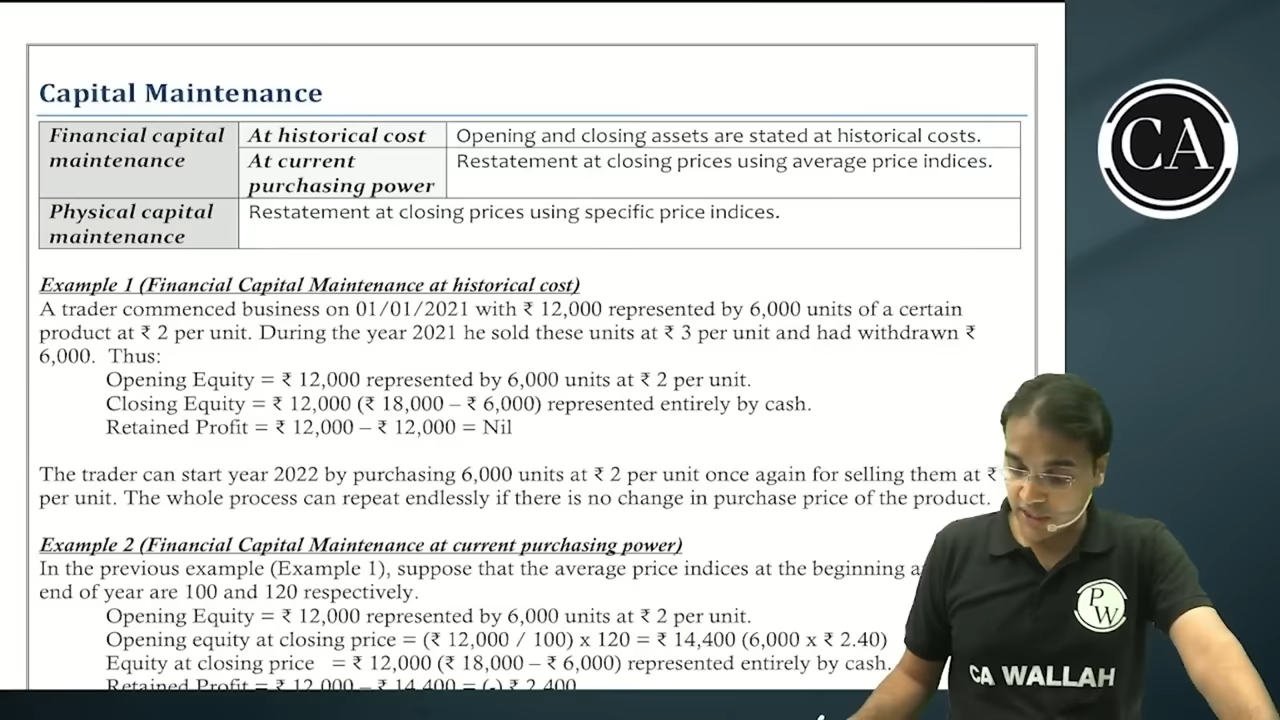 Capital Maintenance
Financial capital maintenance
At historical cost
Opening and closing assets are stated at historical costs.
At current purchasing power
Restatement at closing prices using average price indices.
Physical capital maintenance
Restatement at closing prices using specific price indices.
Example 1 (Financial Capital Maintenance at historical cost)
A trader commenced business on 01/01/2021 with ₹ 12,000 represented by 6,000 units of a certain
product at ₹ 2 per unit. During the year 2021 he sold these units at ₹ 3 per unit and had withdrawn ₹
6,000. Thus:
Opening Equity = ₹ 12,000 represented by 6,000 units at ₹ 2 per unit.
Closing Equity = ₹ 12,000 (₹ 18,000 – ₹ 6,000) represented entirely by cash.
Retained Profit = ₹ 12,000 – ₹ 12,000 = Nil
The trader can start year 2022 by purchasing 6,000 units at ₹ 2 per unit once again for selling them at ₹
per unit. The whole process can repeat endlessly if there is no change in purchase price of the product.
Example 2 (Financial Capital Maintenance at current purchasing power)
In the previous example (Example 1), suppose that the average price indices at the beginning
end of year are 100 and 120 respectively.
Opening Equity = ₹ 12,000 represented by 6,000 units at ₹ 2 per unit.
Opening equity at closing price = (₹ 12,000 / 100) x 120 = ₹ 14,400 (6,000 x ₹ 2.40)
Equity at closing price = ₹ 12,000 (₹ 18,000 – ₹ 6,000) represented entirely by cash.
Retained Profit = ₹ 12,000 – ₹ 14,400 = (-) ₹ 2,400
CA
PW
CA WALLAH